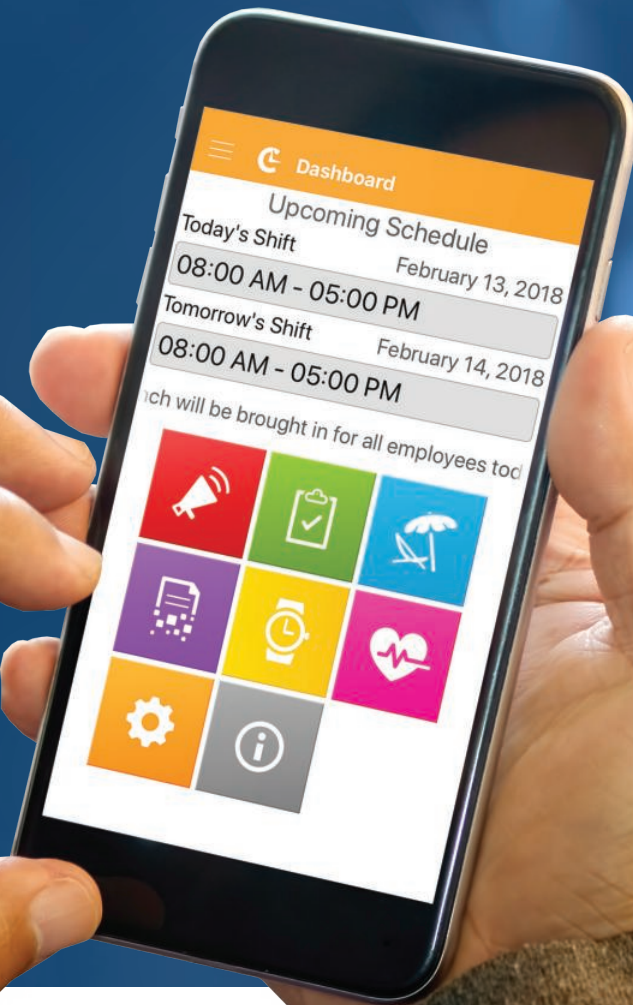 Dashboard
Upcoming Schedule
Today's Shift February 13, 2018
08:00 AM - 05:00 PM
Tomorrow's Shift February 14, 2018
08:00 AM - 05:00 PM
nch will be brought in for all employees tod